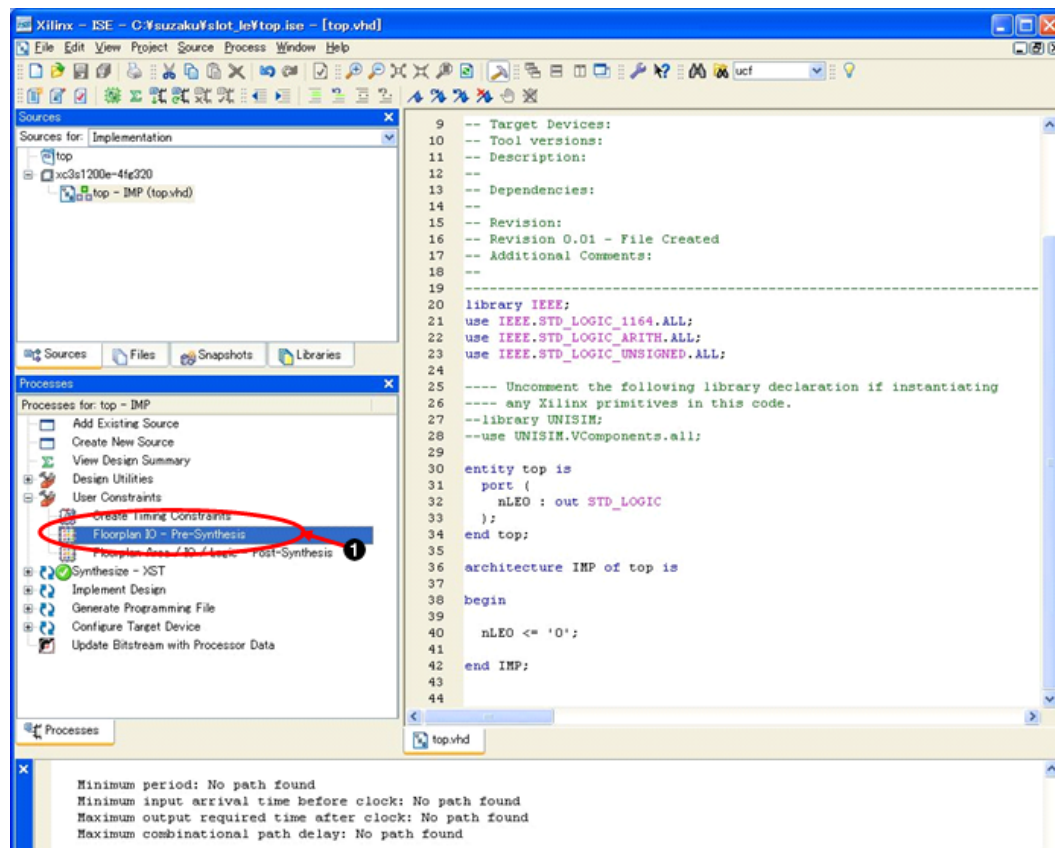 Xilinx - ISE - C:¥suzaku¥slot_le¥top.ise - [top.vhd]
File Edit View Project Source Process Window Help
ucf
Sources
Sources for: Implementation
top
xc3s1200e-4fg320
top - IMP (top.vhd)
Sources Files Snapshots Libraries
Processes
Processes for: top - IMP
Add Existing Source
Create New Source
View Design Summary
Design Utilities
User Constraints
Create Timing Constraints
Floorplan IO - Pre-Synthesis
1
Floorplan Area / IO / Logic - Post-Synthesis
Synthesize - XST
Implement Design
Generate Programming File
Configure Target Device
Update Bitstream with Processor Data
Processes
9 -- Target Devices:
10 -- Tool versions:
11 -- Description:
12 --
13 -- Dependencies:
14 --
15 -- Revision:
16 -- Revision 0.01 - File Created
17 -- Additional Comments:
18 --
19 ----------------------------------------------------------------------
20 library IEEE;
21 use IEEE.STD_LOGIC_1164.ALL;
22 use IEEE.STD_LOGIC_ARITH.ALL;
23 use IEEE.STD_LOGIC_UNSIGNED.ALL;
24
25 ---- Uncomment the following library declaration if instantiating
26 ---- any Xilinx primitives in this code.
27 --library UNISIM;
28 --use UNISIM.VComponents.all;
29
30 entity top is
31 port (
32 nLE0 : out STD_LOGIC
33 );
34 end top;
35
36 architecture IMP of top is
37
38 begin
39
40 nLE0 <= '0';
41
42 end IMP;
43
44
top.vhd
Minimum period: No path found
Minimum input arrival time before clock: No path found
Maximum output required time after clock: No path found
Maximum combinational path delay: No path found